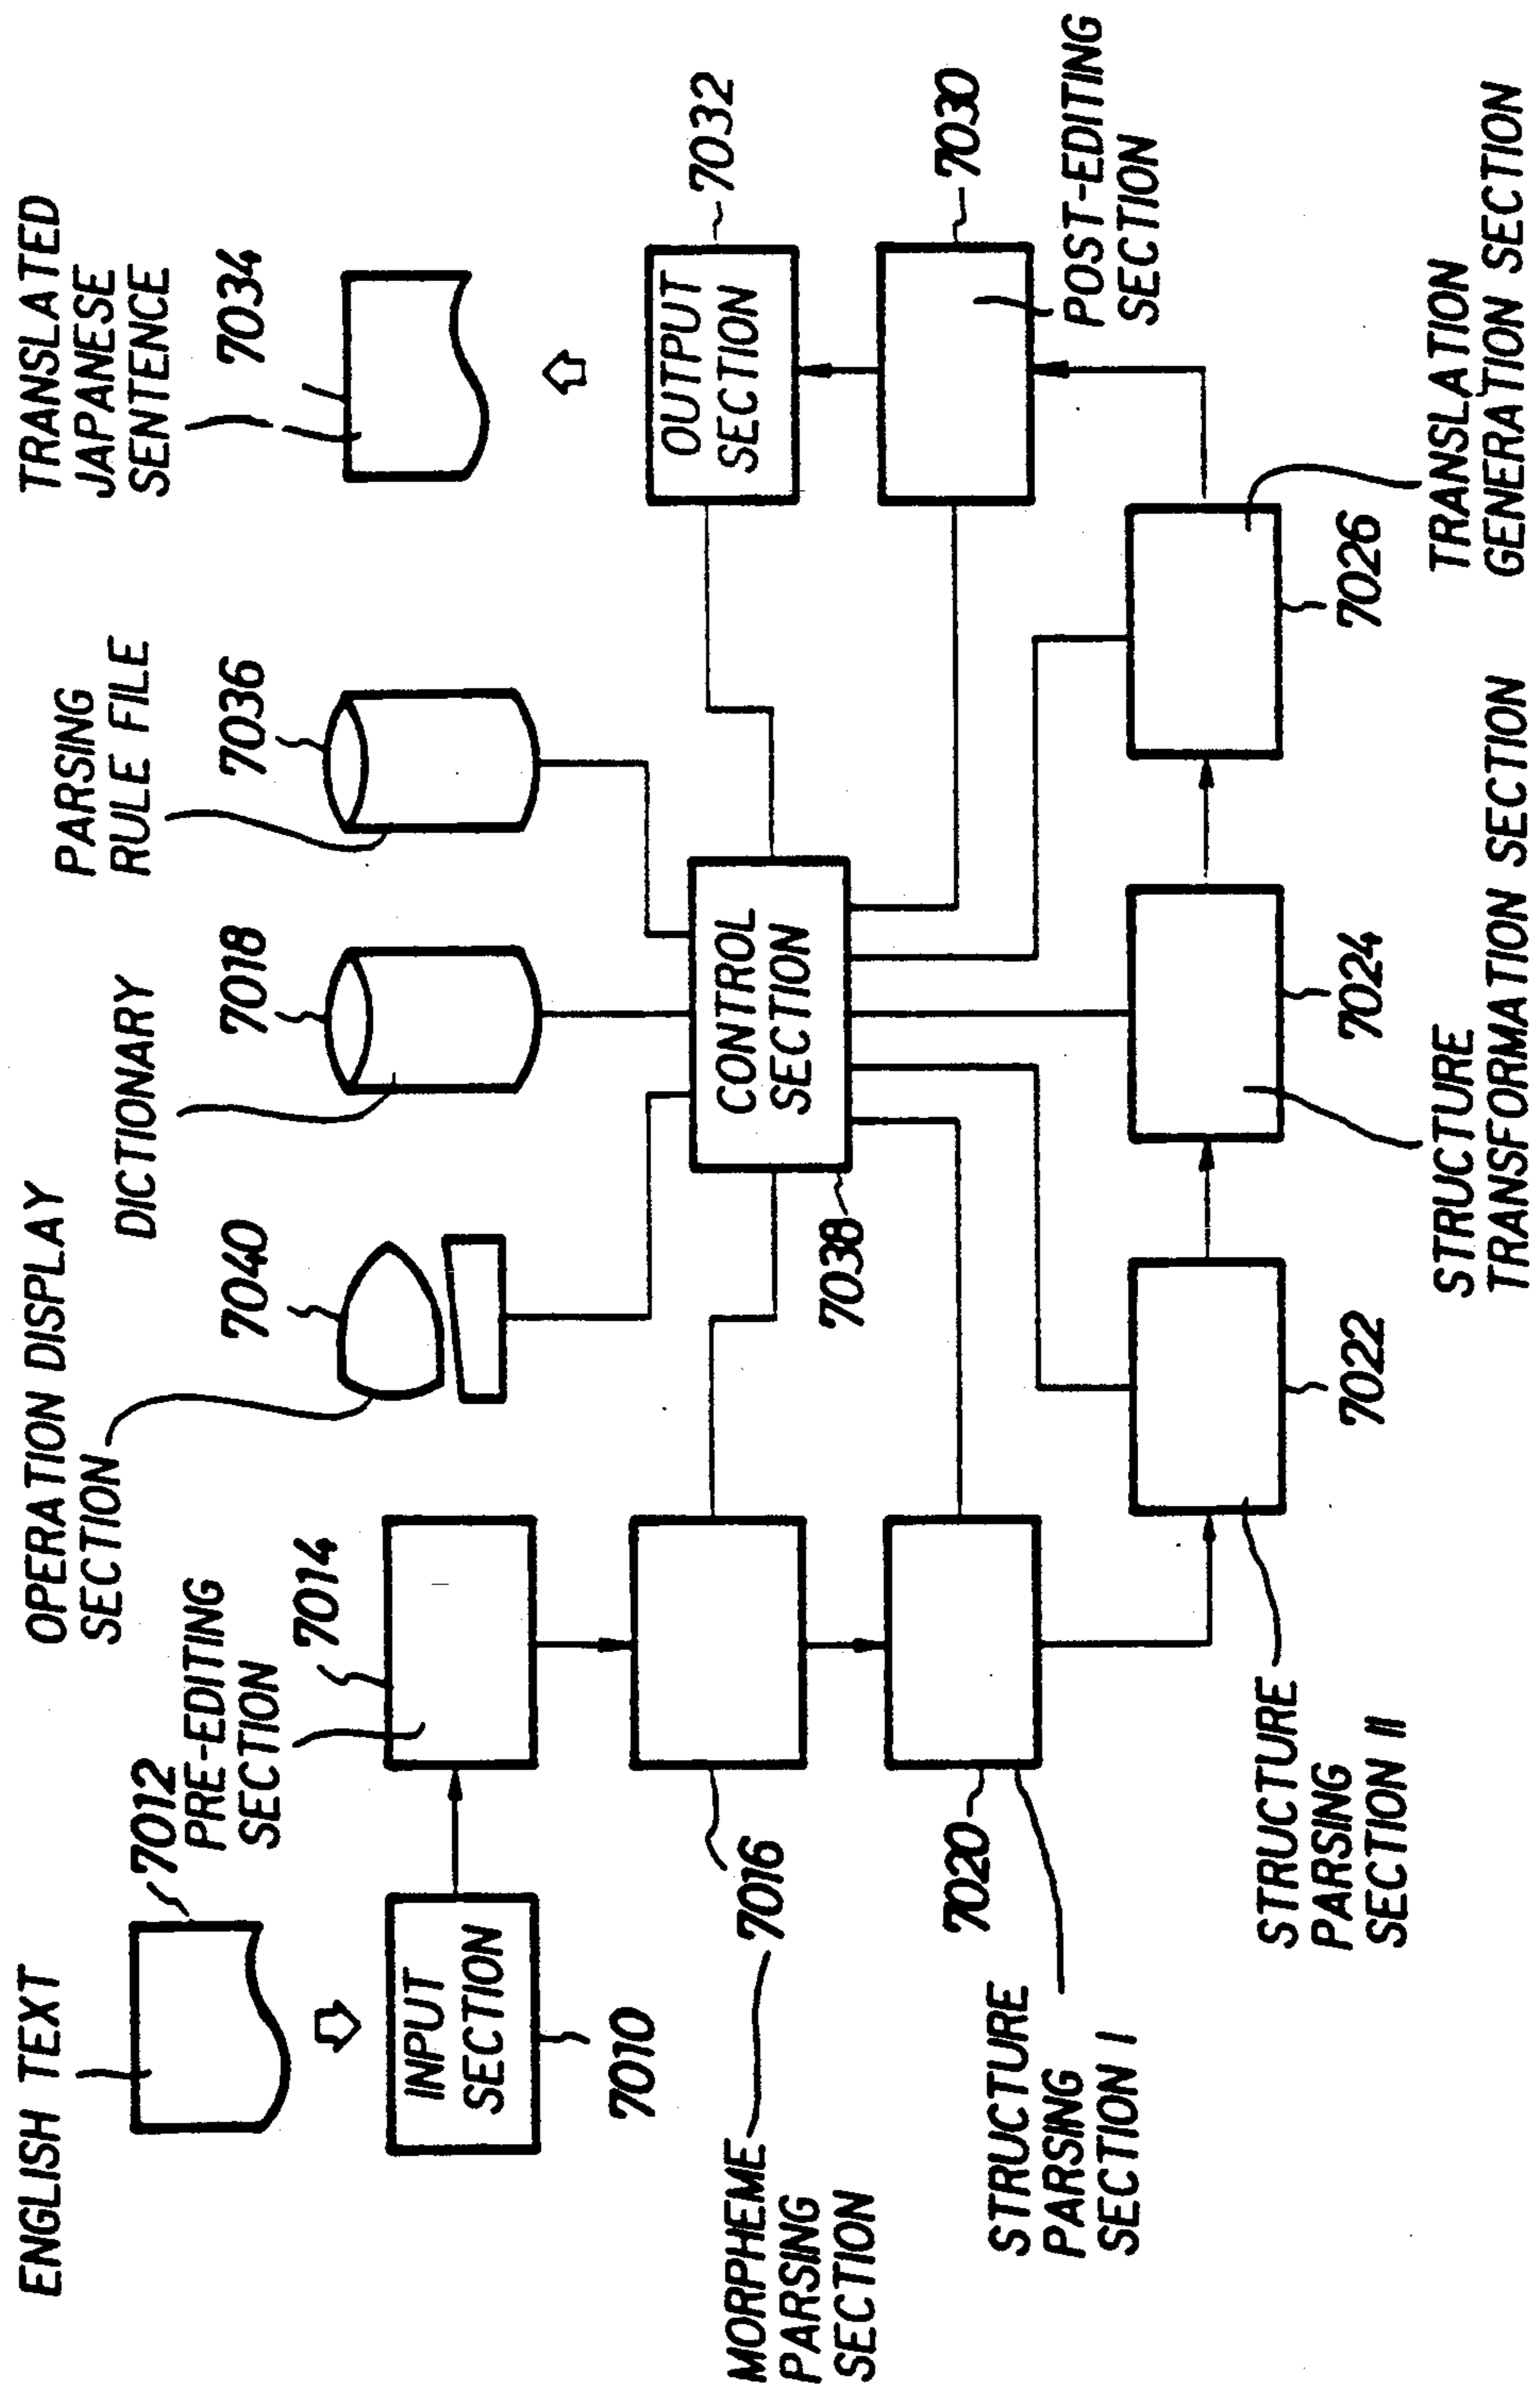 ENGLISH TEXT
7012
PRE-EDITING
SECTION
7014
OPERATION DISPLAY
SECTION
7040
DICTIONARY
7018
PARSING
RULE FILE
7036
TRANSLATED
JAPANESE
SENTENCE
7034
INPUT
SECTION
7010
MORPHEME
PARSING
SECTION
7016
STRUCTURE
PARSING
SECTION I
7020
CONTROL
SECTION
7038
OUTPUT
SECTION
7032
7030
POST-EDITING
SECTION
STRUCTURE
PARSING
SECTION II
7022
7024
STRUCTURE
TRANSFORMATION SECTION
7026
TRANSLATION
GENERATION SECTION